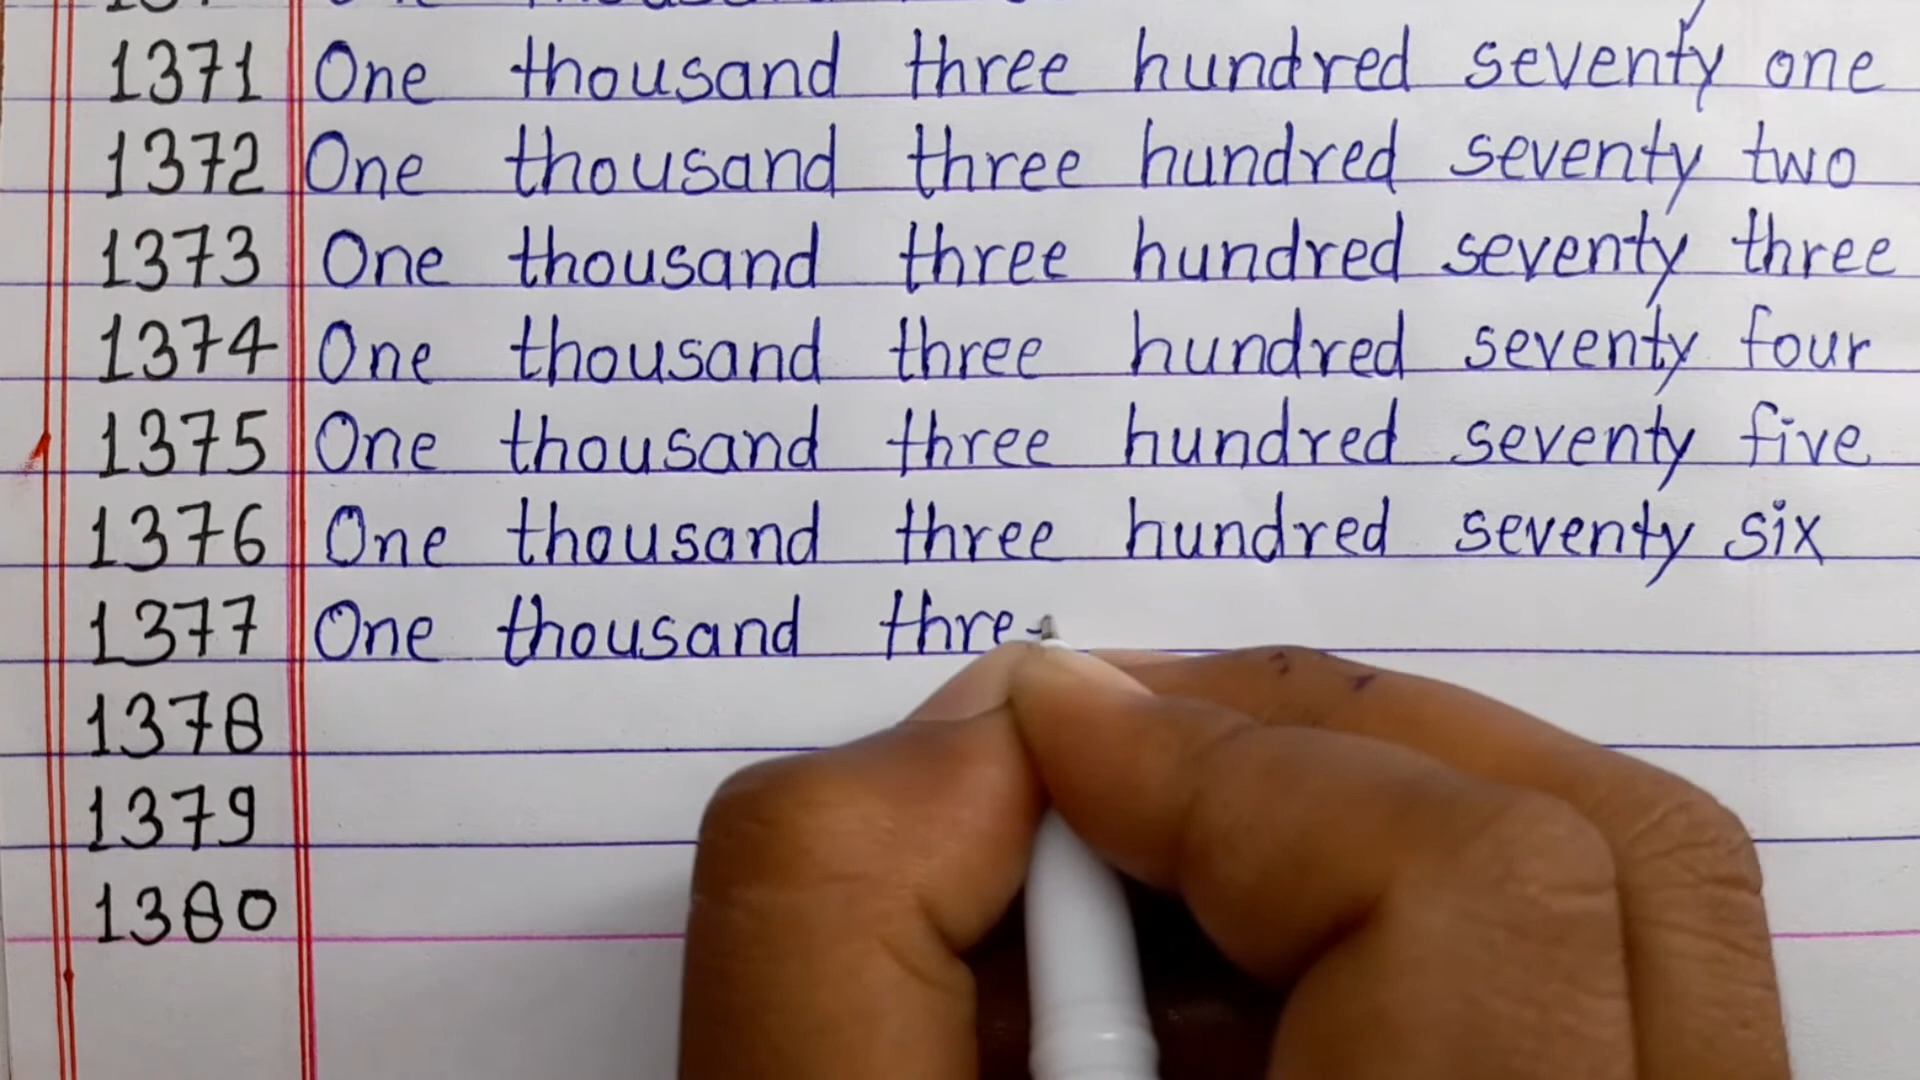 1371 One thousand three hundred seventy one
1372 One thousand three hundred seventy two
1373 One thousand three hundred seventy three
1374 One thousand three hundred seventy four
1375 One thousand three hundred seventy five
1376 One thousand three hundred seventy six
1377 One thousand three
1378
1379
1380